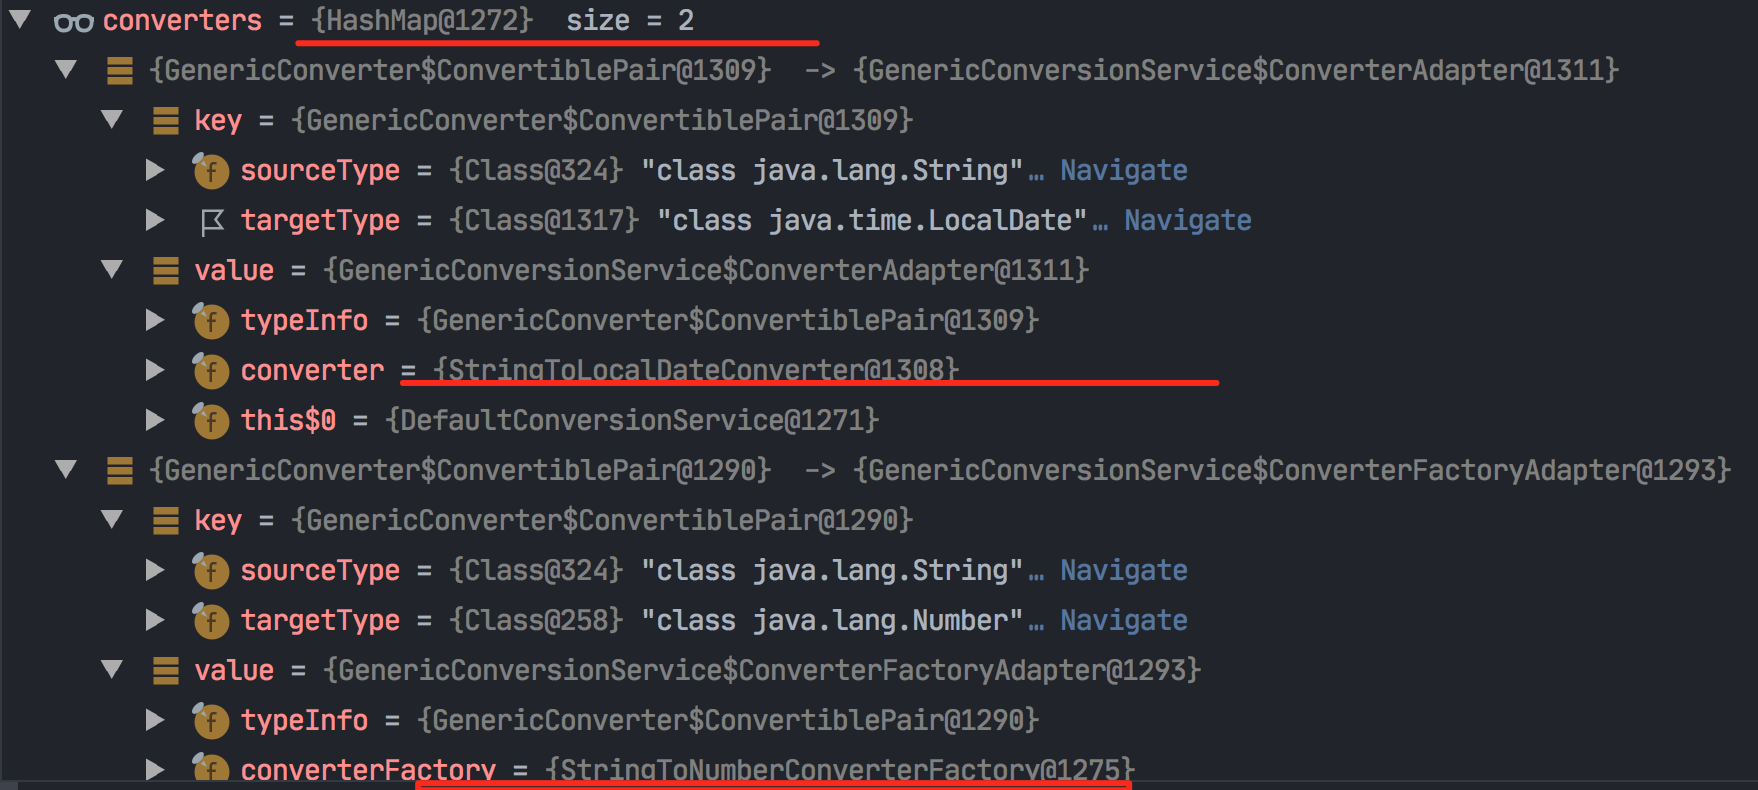 converters = {HashMap@1272} size = 2
{GenericConverter$ConvertiblePair@1309} -> {GenericConversionService$ConverterAdapter@1311}
key = {GenericConverter$ConvertiblePair@1309}
sourceType = {Class@324} "class java.lang.String"… Navigate
targetType = {Class@1317} "class java.time.LocalDate"… Navigate
value = {GenericConversionService$ConverterAdapter@1311}
typeInfo = {GenericConverter$ConvertiblePair@1309}
converter = {StringToLocalDateConverter@1308}
this$0 = {DefaultConversionService@1271}
{GenericConverter$ConvertiblePair@1290} -> {GenericConversionService$ConverterFactoryAdapter@1293}
key = {GenericConverter$ConvertiblePair@1290}
sourceType = {Class@324} "class java.lang.String"… Navigate
targetType = {Class@258} "class java.lang.Number"… Navigate
value = {GenericConversionService$ConverterFactoryAdapter@1293}
typeInfo = {GenericConverter$ConvertiblePair@1290}
converterFactory = {StringToNumberConverterFactory@1275}